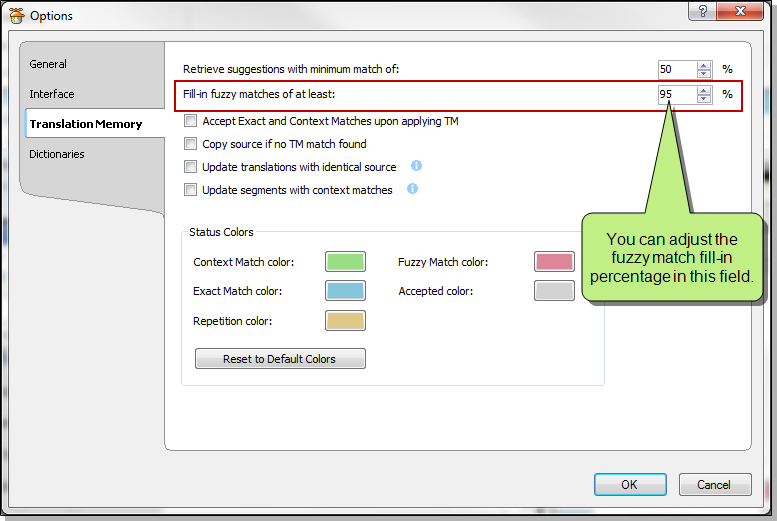 Options
?
General
Interface
Translation Memory
Dictionaries
Retrieve suggestions with minimum match of: 50 %
Fill-in fuzzy matches of at least: 95 %
Accept Exact and Context Matches upon applying TM
Copy source if no TM match found
Update translations with identical source
Update segments with context matches
You can adjust the
fuzzy match fill-in
percentage in this field.
Status Colors
Context Match color: Fuzzy Match color:
Exact Match color: Accepted color:
Repetition color:
Reset to Default Colors
OK Cancel